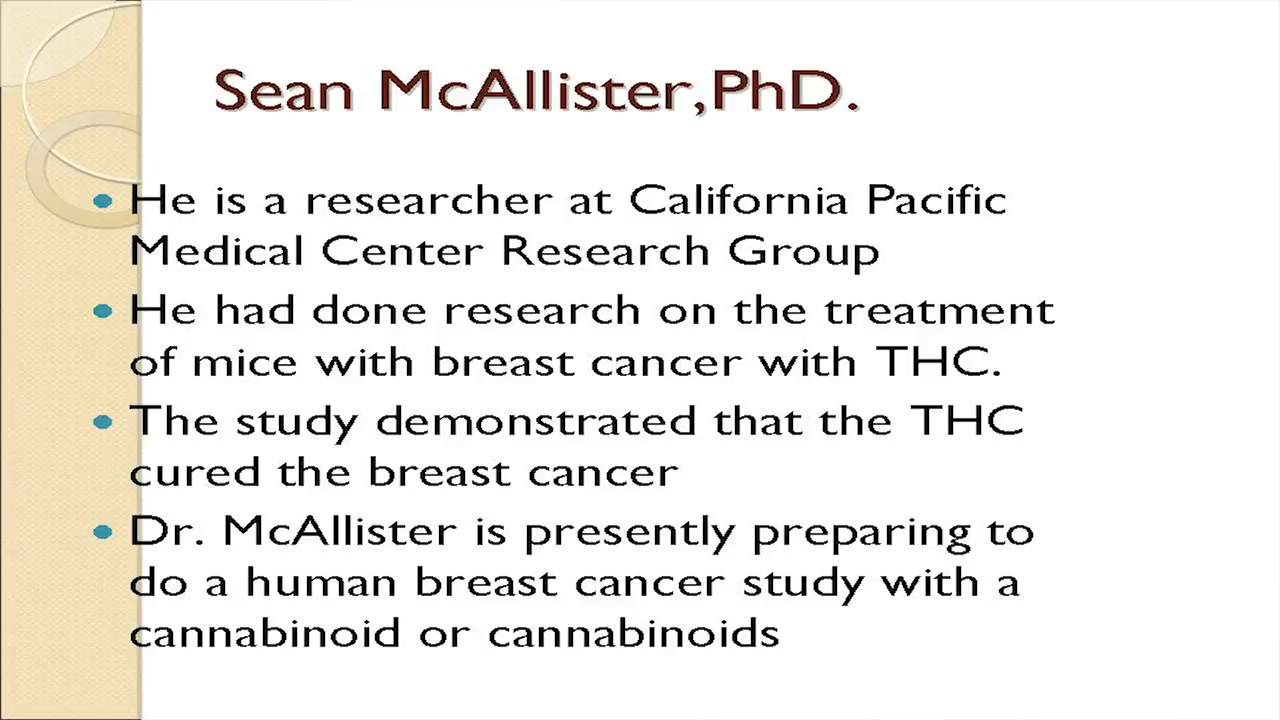 Sean McAllister,PhD.
• He is a researcher at California Pacific
Medical Center Research Group
• He had done research on the treatment
of mice with breast cancer with THC.
• The study demonstrated that the THC
cured the breast cancer
• Dr. McAllister is presently preparing to
do a human breast cancer study with a
cannabinoid or cannabinoids